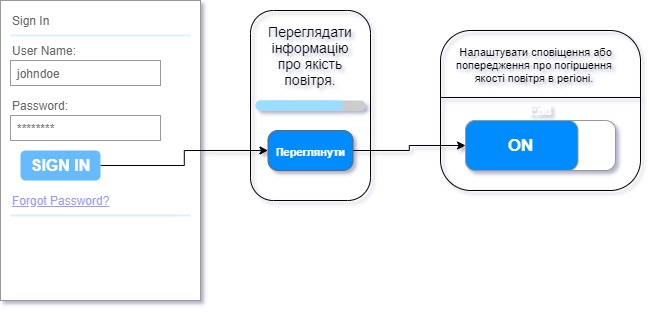 Sign In
User Name:
johndoe
Password:
********
SIGN IN
Forgot Password?
Переглядати
інформацію
про якість
повітря.
Переглянути
Налаштувати сповіщення або
попередження про погіршення
якості повітря в регіоні.
ON